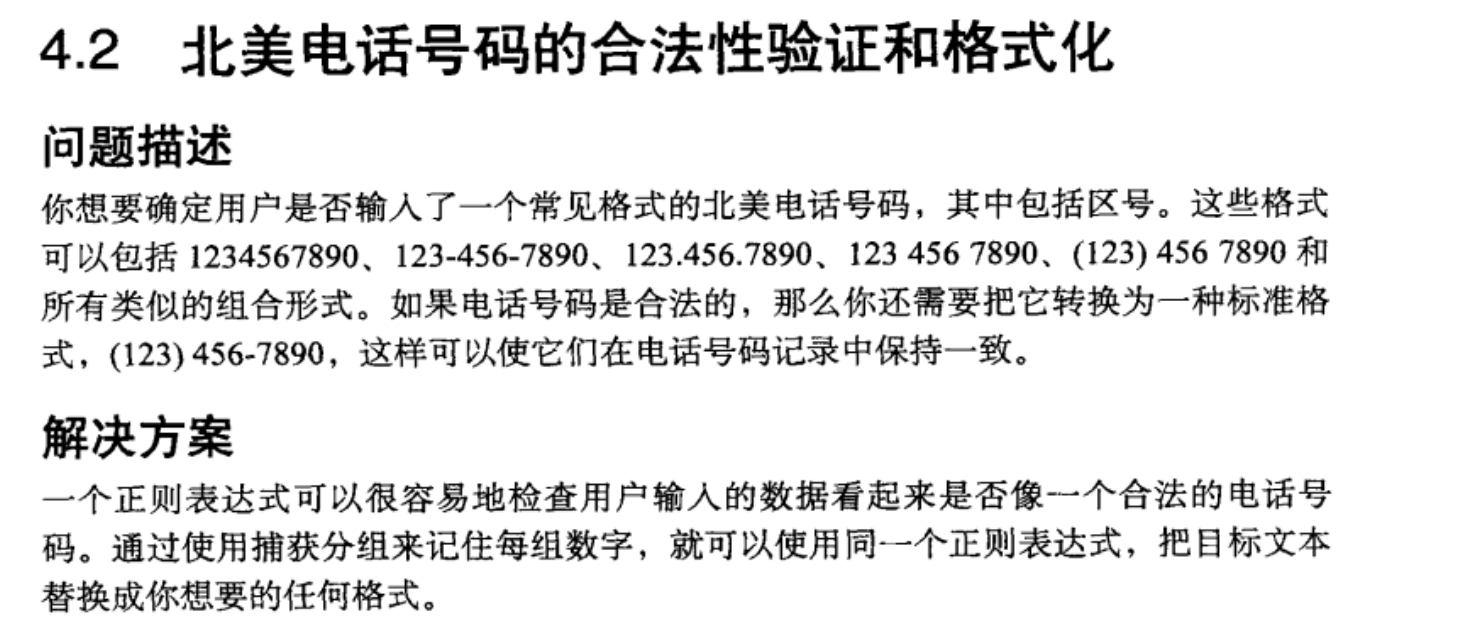 4.2 北美电话号码的合法性验证和格式化
问题描述
你想要确定用户是否输入了一个常见格式的北美电话号码，其中包括区号。这些格式
可以包括 1234567890、123-456-7890、123.456.7890、123 456 7890、(123) 456 7890 和
所有类似的组合形式。如果电话号码是合法的，那么你还需要把它转换为一种标准格
式，(123) 456-7890，这样可以使它们在电话号码记录中保持一致。
解决方案
一个正则表达式可以很容易地检查用户输入的数据看起来是否像一个合法的电话号
码。通过使用捕获分组来记住每组数字，就可以使用同一个正则表达式，把目标文本
替换成你想要的任何格式。